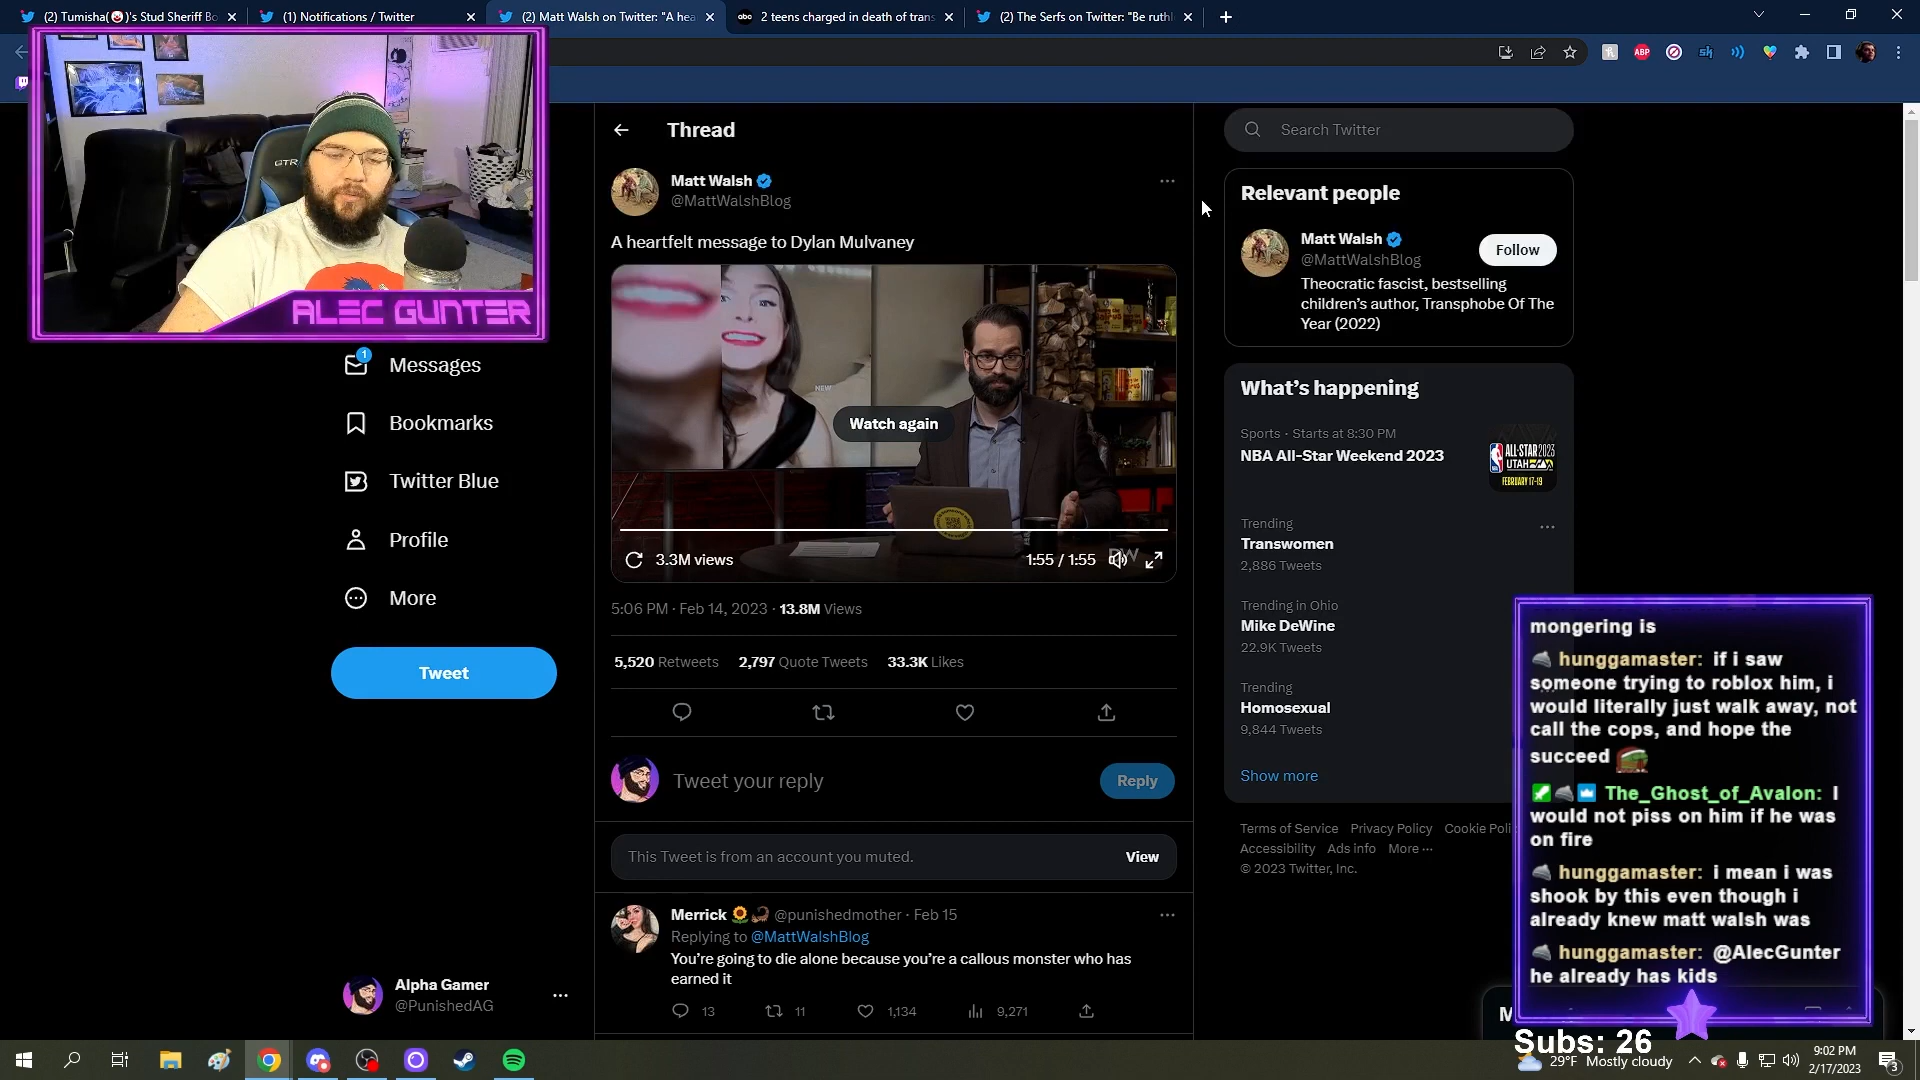 (2) Tumisha(🤡)'s Stud Sheriff Bo
(1) Notifications / Twitter
(2) Matt Walsh on Twitter: "A hea
2 teens charged in death of trans
(2) The Serfs on Twitter: "Be ruthl
ABP
GTR
ALEC GUNTER
Messages
1
Bookmarks
Twitter Blue
Profile
More
Tweet
Alpha Gamer
@PunishedAG
Thread
Matt Walsh
@MattWalshBlog
A heartfelt message to Dylan Mulvaney
NEW
Watch again
3.3M views
1:55 / 1:55
DW
5:06 PM · Feb 14, 2023 · 13.8M Views
5,520 Retweets 2,797 Quote Tweets 33.3K Likes
Tweet your reply
Reply
This Tweet is from an account you muted.
View
Merrick 🌻🦂 @punishedmother · Feb 15
Replying to @MattWalshBlog
You're going to die alone because you're a callous monster who has
earned it
13
11
1,134
9,271
Search Twitter
Relevant people
Matt Walsh
@MattWalshBlog
Follow
Theocratic fascist, bestselling
children's author, Transphobe Of The
Year (2022)
What's happening
Sports · Starts at 8:30 PM
NBA All-Star Weekend 2023
ALL-STAR 2023
UTAH
FEBRUARY 17-19
Trending
Transwomen
2,886 Tweets
Trending in Ohio
Mike DeWine
22.9K Tweets
Trending
Homosexual
9,844 Tweets
Show more
Terms of Service Privacy Policy Cookie Poli
Accessibility Ads info More ···
© 2023 Twitter, Inc.
mongering is
hunggamaster: if i saw
someone trying to roblox him, i
would literally just walk away, not
call the cops, and hope the
succeed
The_Ghost_of_Avalon: I
would not piss on him if he was
on fire
hunggamaster: i mean i was
shook by this even though i
already knew matt walsh was
hunggamaster: @AlecGunter
he already has kids
M
Subs: 26
29°F Mostly cloudy
9:02 PM
2/17/2023
3